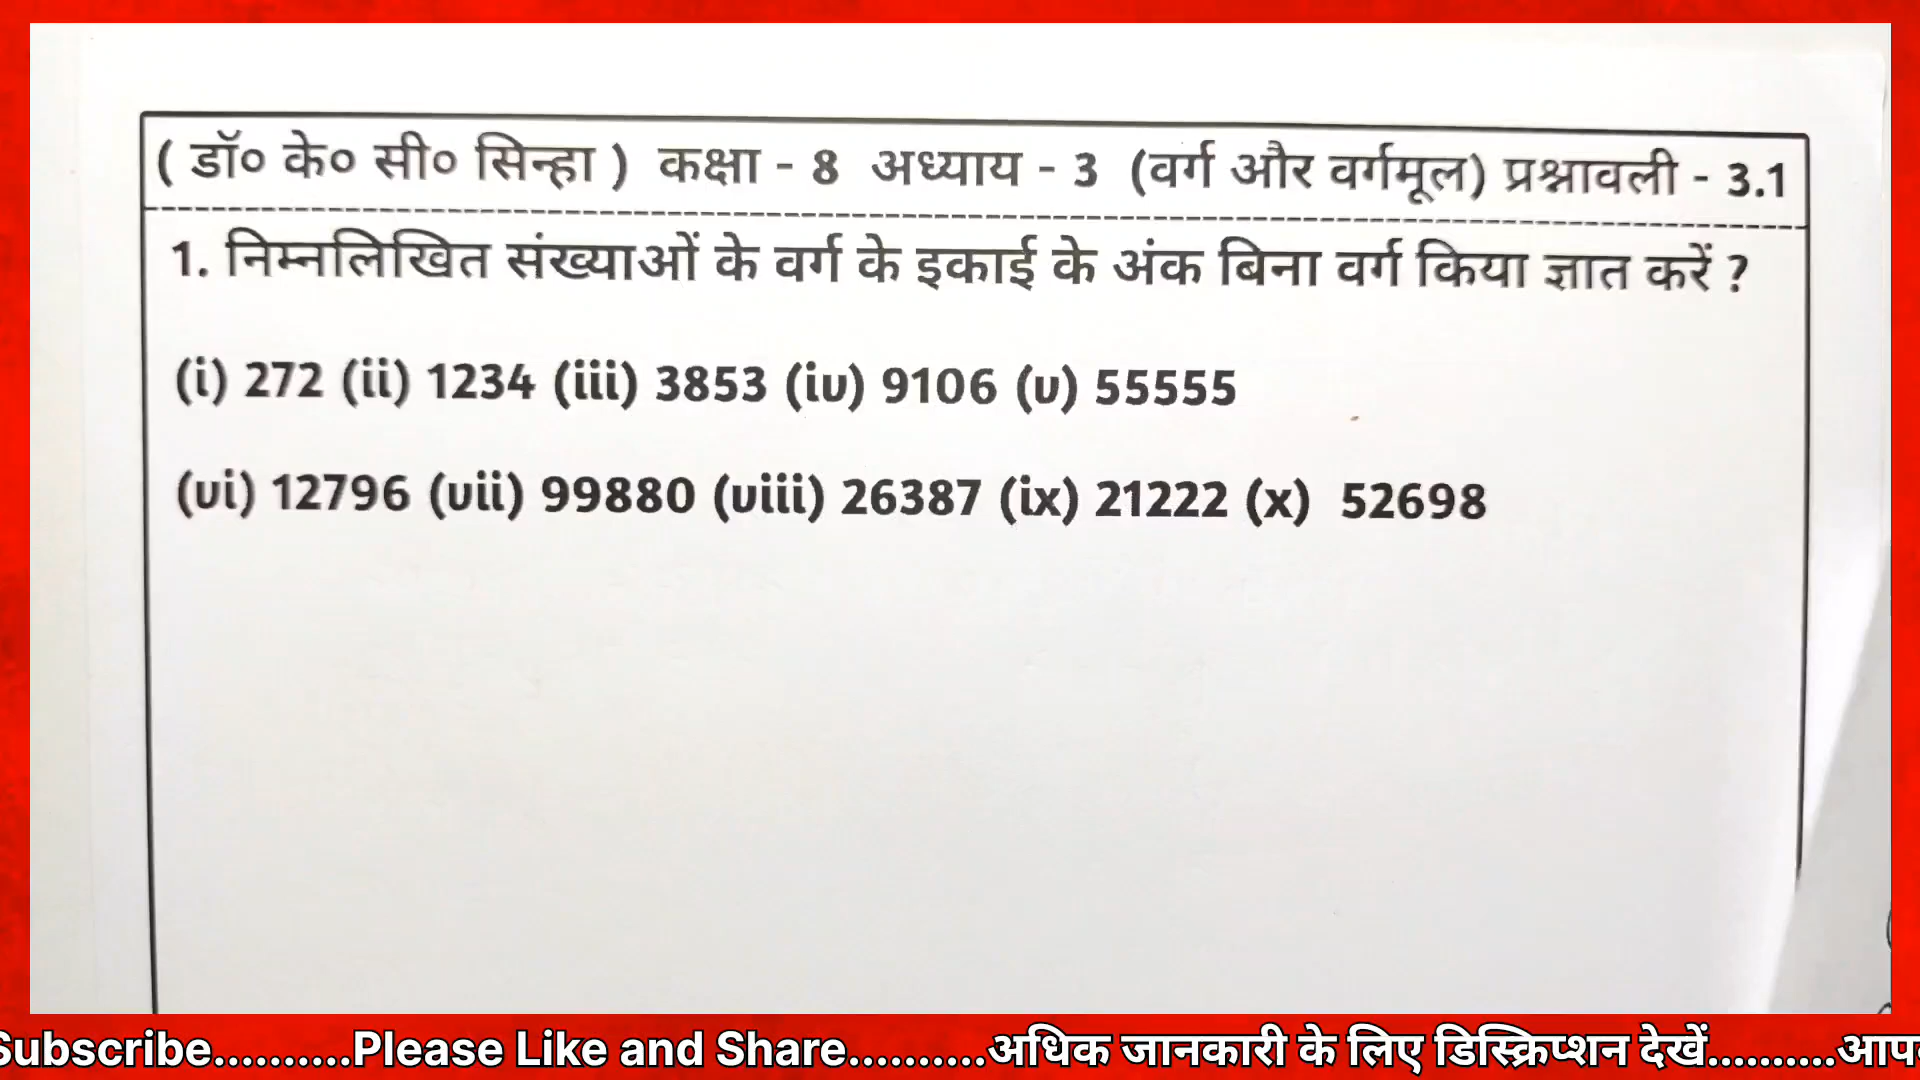 ( डॉ० के० सी० सिन्हा ) कक्षा - 8 अध्याय - 3 (वर्ग और वर्गमूल) प्रश्नावली - 3.1
1. निम्नलिखित संख्याओं के वर्ग के इकाई के अंक बिना वर्ग किया ज्ञात करें ?
(i) 272 (ii) 1234 (iii) 3853 (iv) 9106 (v) 55555
(vi) 12796 (vii) 99880 (viii) 26387 (ix) 21222 (x) 52698
Subscribe..........Please Like and Share..........अधिक जानकारी के लिए डिस्क्रिप्शन देखें..........